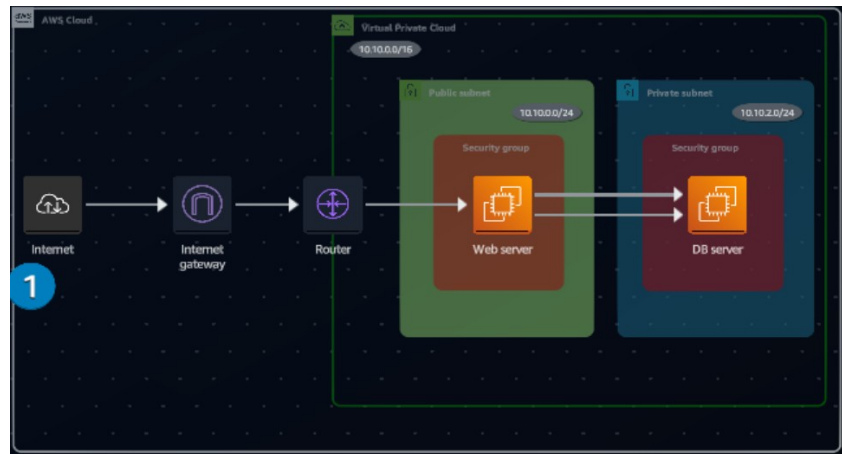 aws
AWS Cloud
Virtual Private Cloud
10.10.0.0/16
Public subnet
10.10.0.0/24
Security group
Private subnet
10.10.2.0/24
Security group
Internet
Internet
gateway
Router
Web server
DB server
1